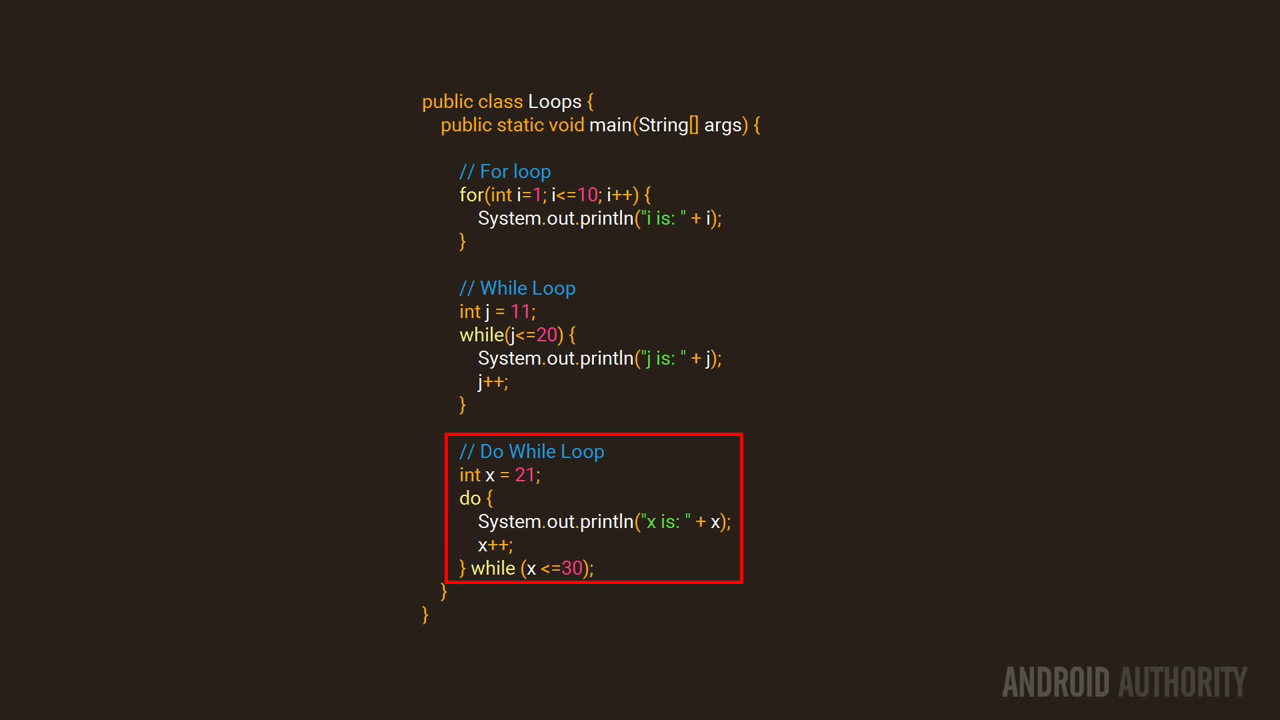 public class Loops {
public static void main(String[] args) {
// For loop
for(int i=1; i<=10; i++) {
System.out.println("i is: " + i);
}
// While Loop
int j = 11;
while(j<=20) {
System.out.println("j is: " + j);
j++;
}
// Do While Loop
int x = 21;
do {
System.out.println("x is: " + x);
x++;
} while (x <=30);
}
}
ANDROID AUTHORITY